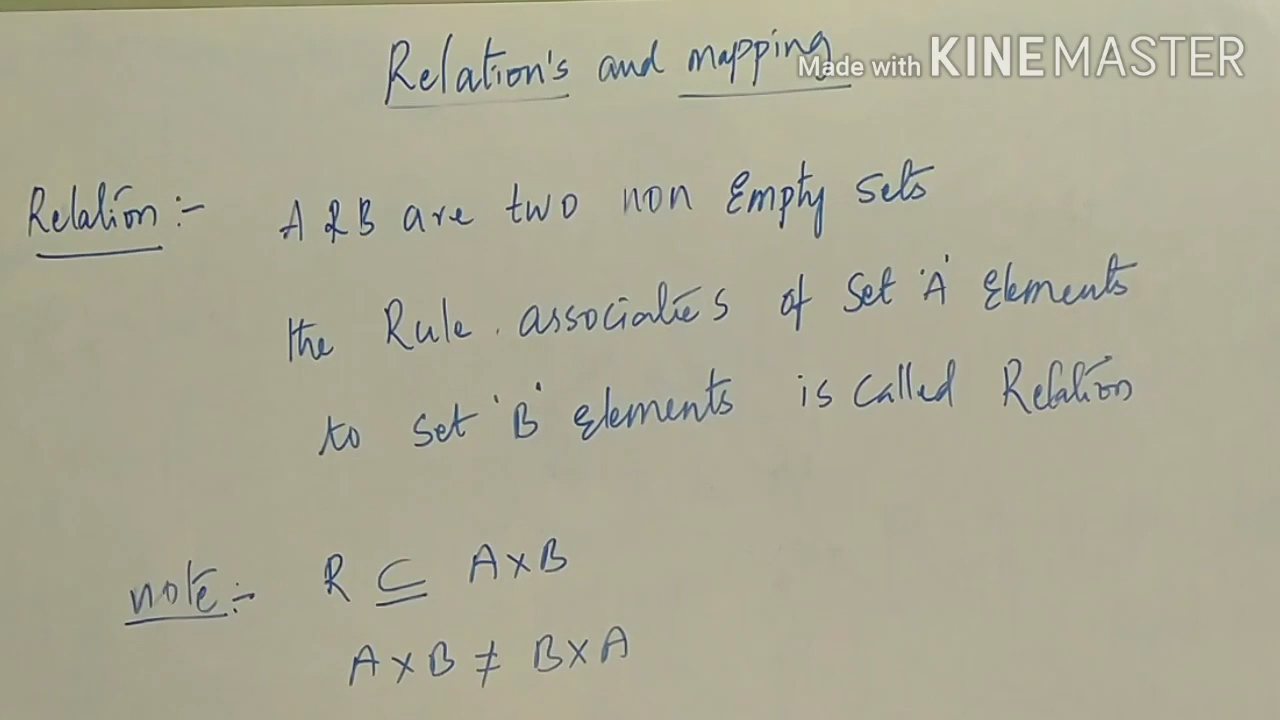 Relation's and mapping
Made with KINEMASTER
Relation:- A & B are two non Empty sets
the Rule associaties of set 'A' Elements
to set 'B' Elements is called Relation
note:- R ⊆ A×B
A×B ≠ B×A